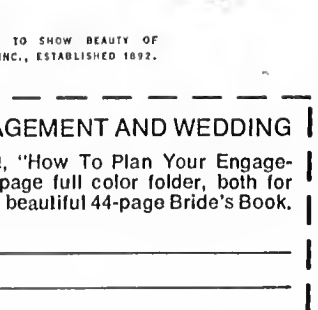 TO SHOW BEAUTY OF
INC., ESTABLISHED 1892.
AGEMENT AND WEDDING
"How To Plan Your Engage-
page full color folder, both for
beautiful 44-page Bride's Book.